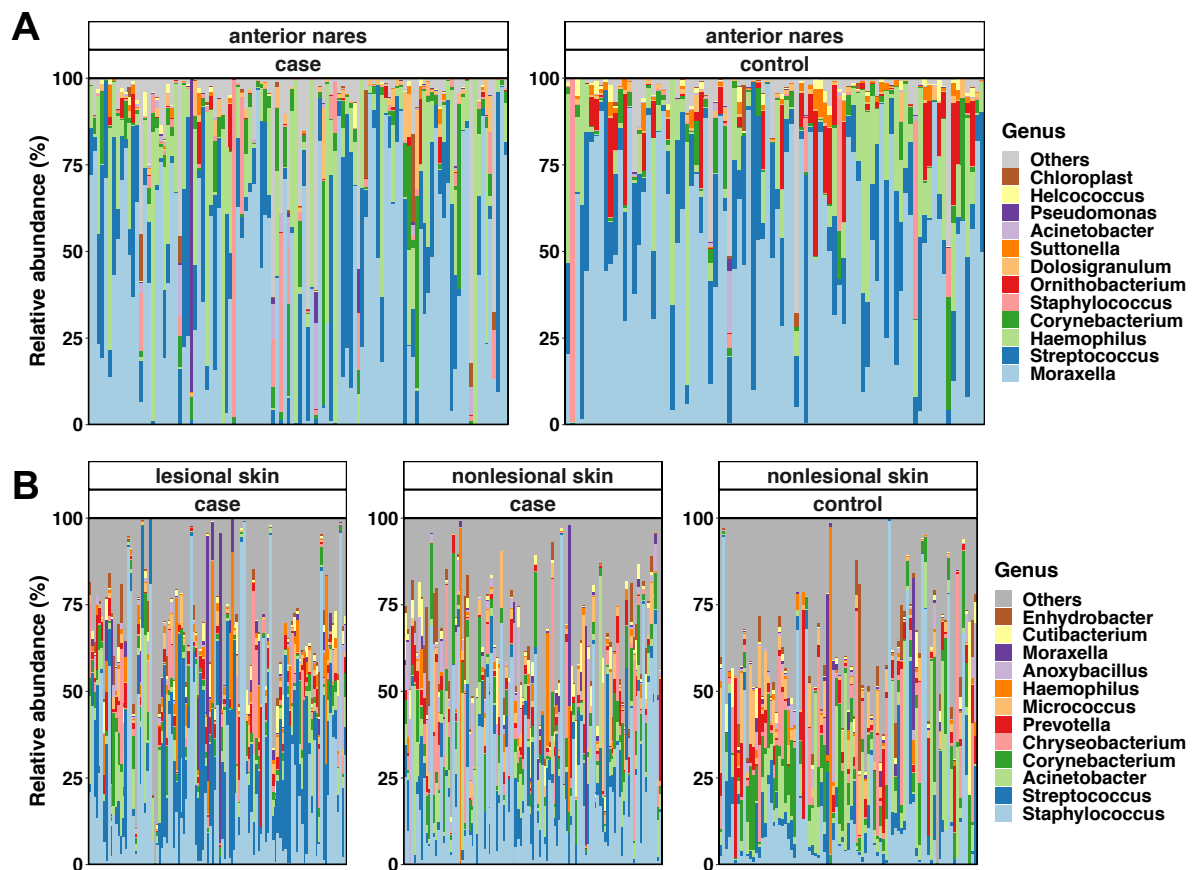 A
anterior nares
anterior nares
case
control
Relative abundance (%)
100
75
50
25
0
100
75
50
25
0
Genus
Others
Chloroplast
Helcococcus
Pseudomonas
Acinetobacter
Suttonella
Dolosigranulum
Ornithobacterium
Staphylococcus
Corynebacterium
Haemophilus
Streptococcus
Moraxella
B
lesional skin
nonlesional skin
nonlesional skin
case
case
control
Relative abundance (%)
100
75
50
25
0
100
75
50
25
0
100
75
50
25
0
Genus
Others
Enhydrobacter
Cutibacterium
Moraxella
Anoxybacillus
Haemophilus
Micrococcus
Prevotella
Chryseobacterium
Corynebacterium
Acinetobacter
Streptococcus
Staphylococcus